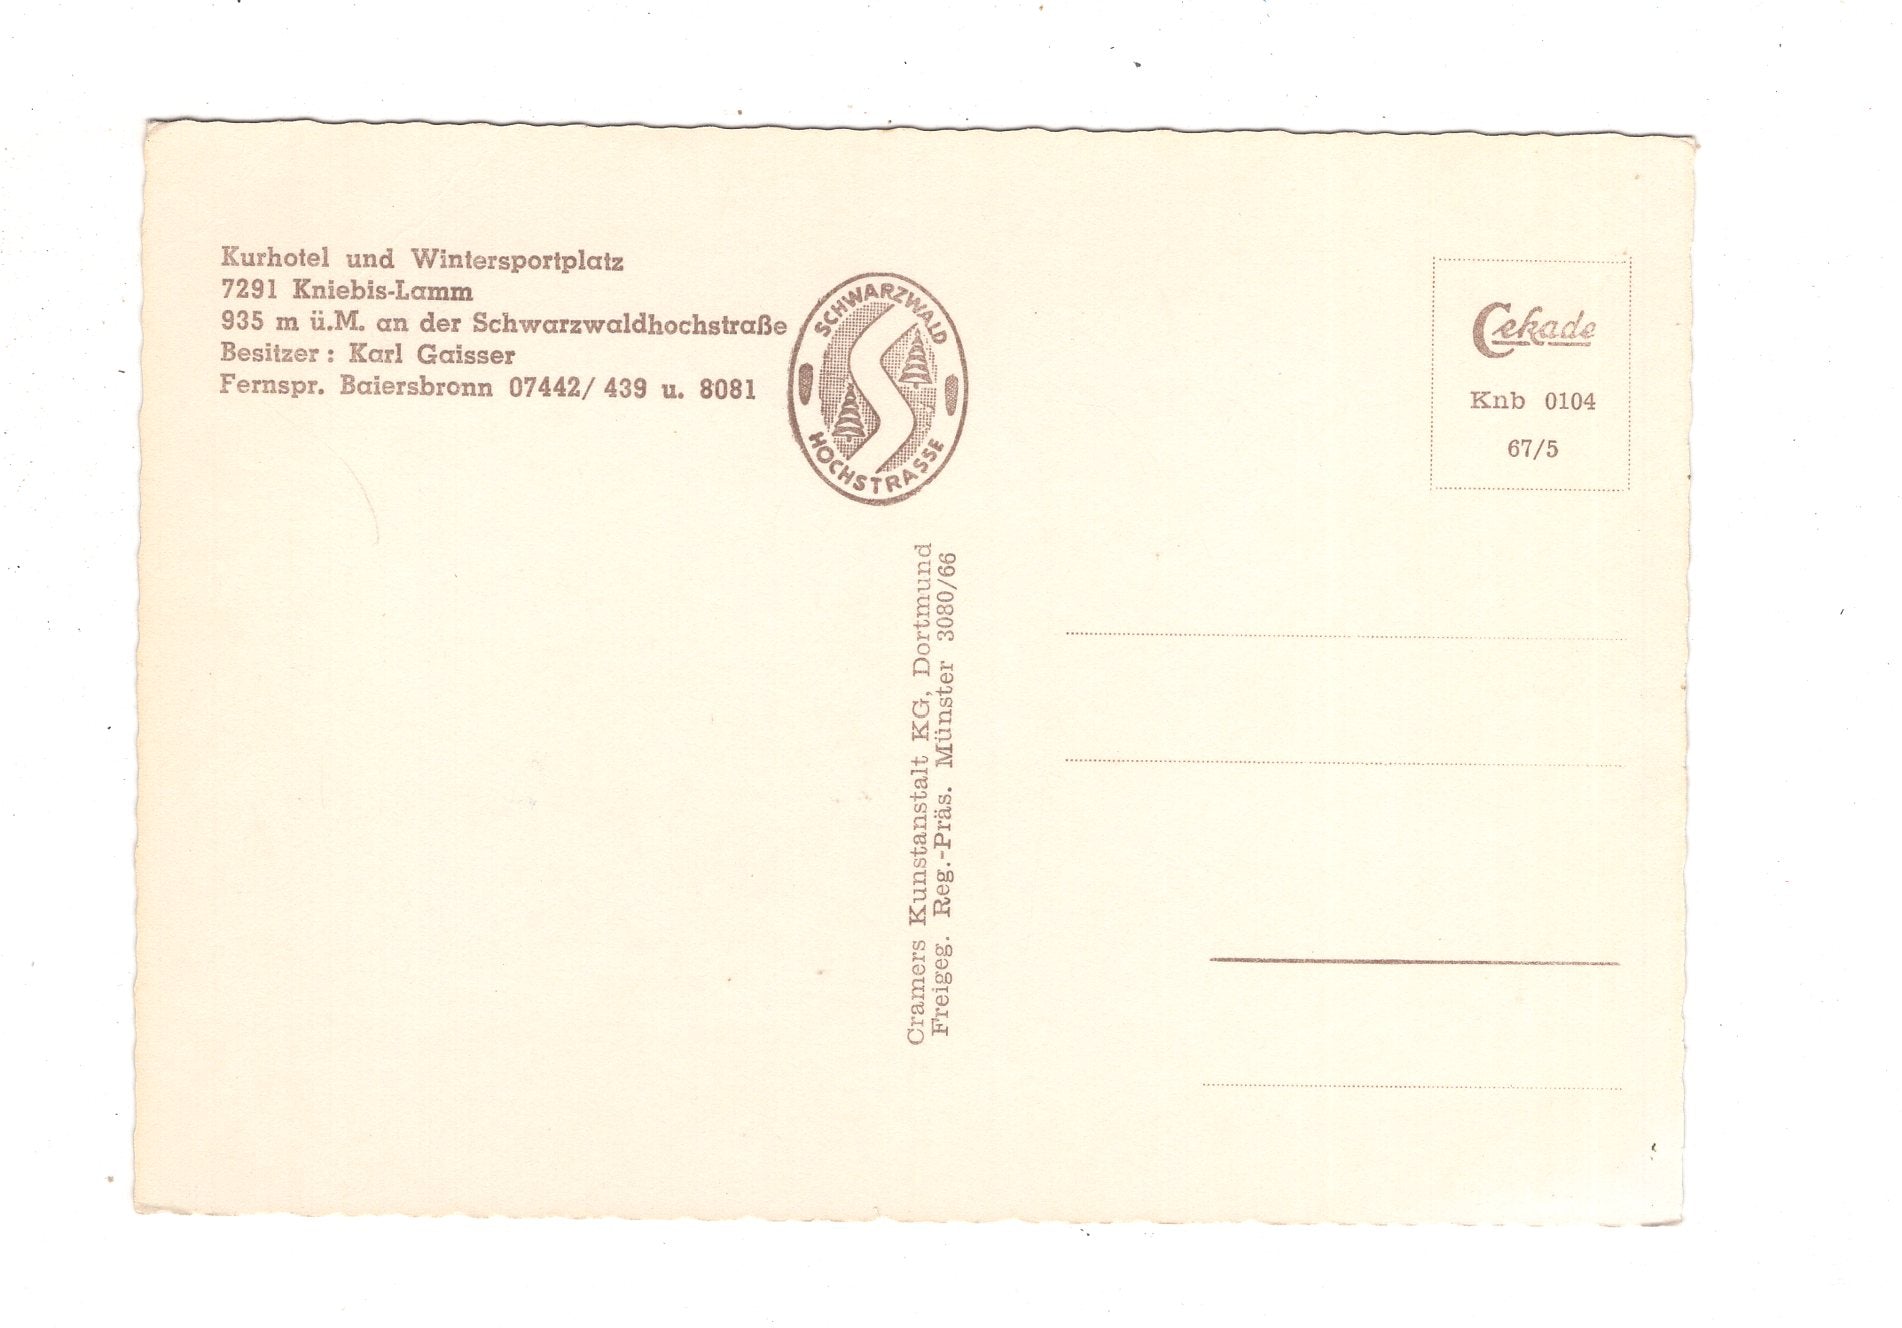 Kurhotel und Wintersportplatz
7291 Kniebis-Lamm
935 m ü.M. an der Schwarzwaldhochstraße
Besitzer: Karl Gaisser
Fernspr. Baiersbronn 07442/ 439 u. 8081
SCHWARZWALD
HOCHSTRASSE
Cramers Kunstanstalt KG, Dortmund
Freigeg. Reg.-Präs. Münster 3080/66
Cekade
Knb 0104
67/5